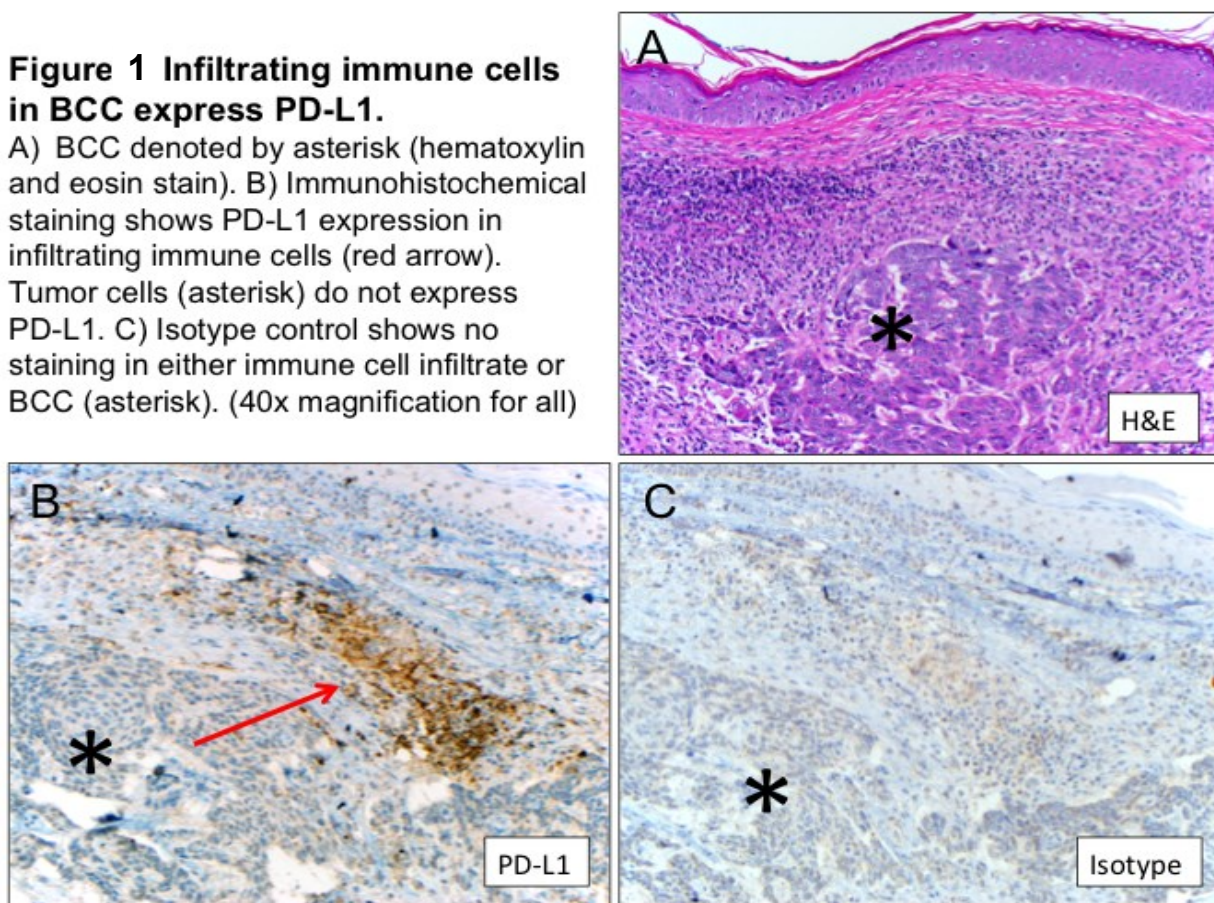 Figure 1 Infiltrating immune cells
in BCC express PD-L1.
A) BCC denoted by asterisk (hematoxylin
and eosin stain). B) Immunohistochemical
staining shows PD-L1 expression in
infiltrating immune cells (red arrow).
Tumor cells (asterisk) do not express
PD-L1. C) Isotype control shows no
staining in either immune cell infiltrate or
BCC (asterisk). (40x magnification for all)
A
*
H&E
B
*
PD-L1
C
*
Isotype